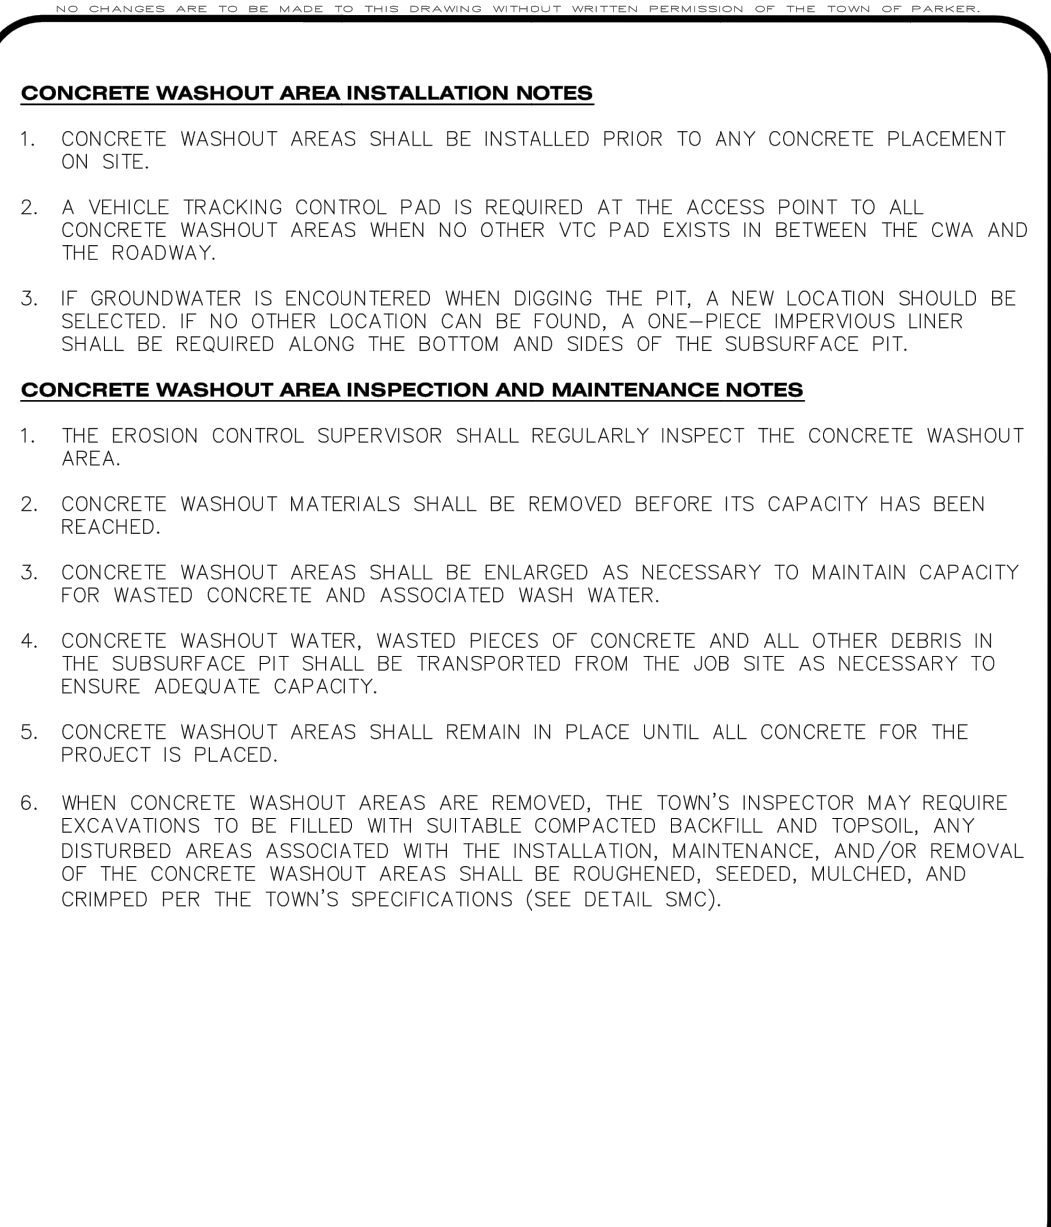 NO CHANGES ARE TO BE MADE TO THIS DRAWING WITHOUT WRITTEN PERMISSION OF THE TOWN OF PARKER.
CONCRETE WASHOUT AREA INSTALLATION NOTES
1. CONCRETE WASHOUT AREAS SHALL BE INSTALLED PRIOR TO ANY CONCRETE PLACEMENT
ON SITE.
2. A VEHICLE TRACKING CONTROL PAD IS REQUIRED AT THE ACCESS POINT TO ALL
CONCRETE WASHOUT AREAS WHEN NO OTHER VTC PAD EXISTS IN BETWEEN THE CWA AND
THE ROADWAY.
3. IF GROUNDWATER IS ENCOUNTERED WHEN DIGGING THE PIT, A NEW LOCATION SHOULD BE
SELECTED. IF NO OTHER LOCATION CAN BE FOUND, A ONE-PIECE IMPERVIOUS LINER
SHALL BE REQUIRED ALONG THE BOTTOM AND SIDES OF THE SUBSURFACE PIT.
CONCRETE WASHOUT AREA INSPECTION AND MAINTENANCE NOTES
1. THE EROSION CONTROL SUPERVISOR SHALL REGULARLY INSPECT THE CONCRETE WASHOUT
AREA.
2. CONCRETE WASHOUT MATERIALS SHALL BE REMOVED BEFORE ITS CAPACITY HAS BEEN
REACHED.
3. CONCRETE WASHOUT AREAS SHALL BE ENLARGED AS NECESSARY TO MAINTAIN CAPACITY
FOR WASTED CONCRETE AND ASSOCIATED WASH WATER.
4. CONCRETE WASHOUT WATER, WASTED PIECES OF CONCRETE AND ALL OTHER DEBRIS IN
THE SUBSURFACE PIT SHALL BE TRANSPORTED FROM THE JOB SITE AS NECESSARY TO
ENSURE ADEQUATE CAPACITY.
5. CONCRETE WASHOUT AREAS SHALL REMAIN IN PLACE UNTIL ALL CONCRETE FOR THE
PROJECT IS PLACED.
6. WHEN CONCRETE WASHOUT AREAS ARE REMOVED, THE TOWN'S INSPECTOR MAY REQUIRE
EXCAVATIONS TO BE FILLED WITH SUITABLE COMPACTED BACKFILL AND TOPSOIL, ANY
DISTURBED AREAS ASSOCIATED WITH THE INSTALLATION, MAINTENANCE, AND/OR REMOVAL
OF THE CONCRETE WASHOUT AREAS SHALL BE ROUGHENED, SEEDED, MULCHED, AND
CRIMPED PER THE TOWN'S SPECIFICATIONS (SEE DETAIL SMC).